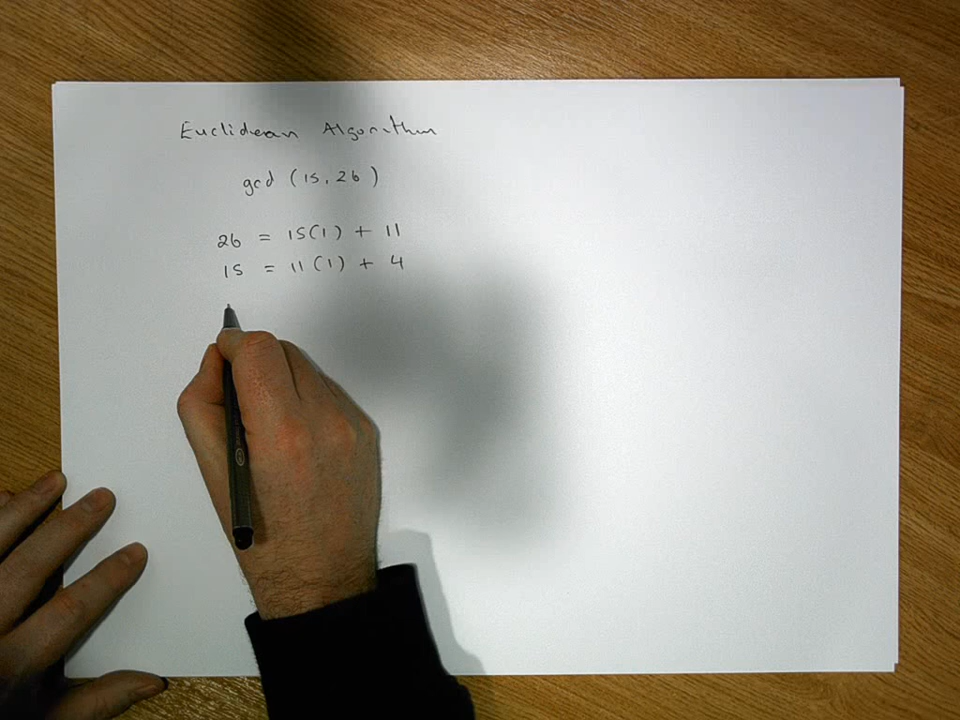 Euclidean Algorithm
gcd (15, 26)
26 = 15(1) + 11
15 = 11(1) + 4